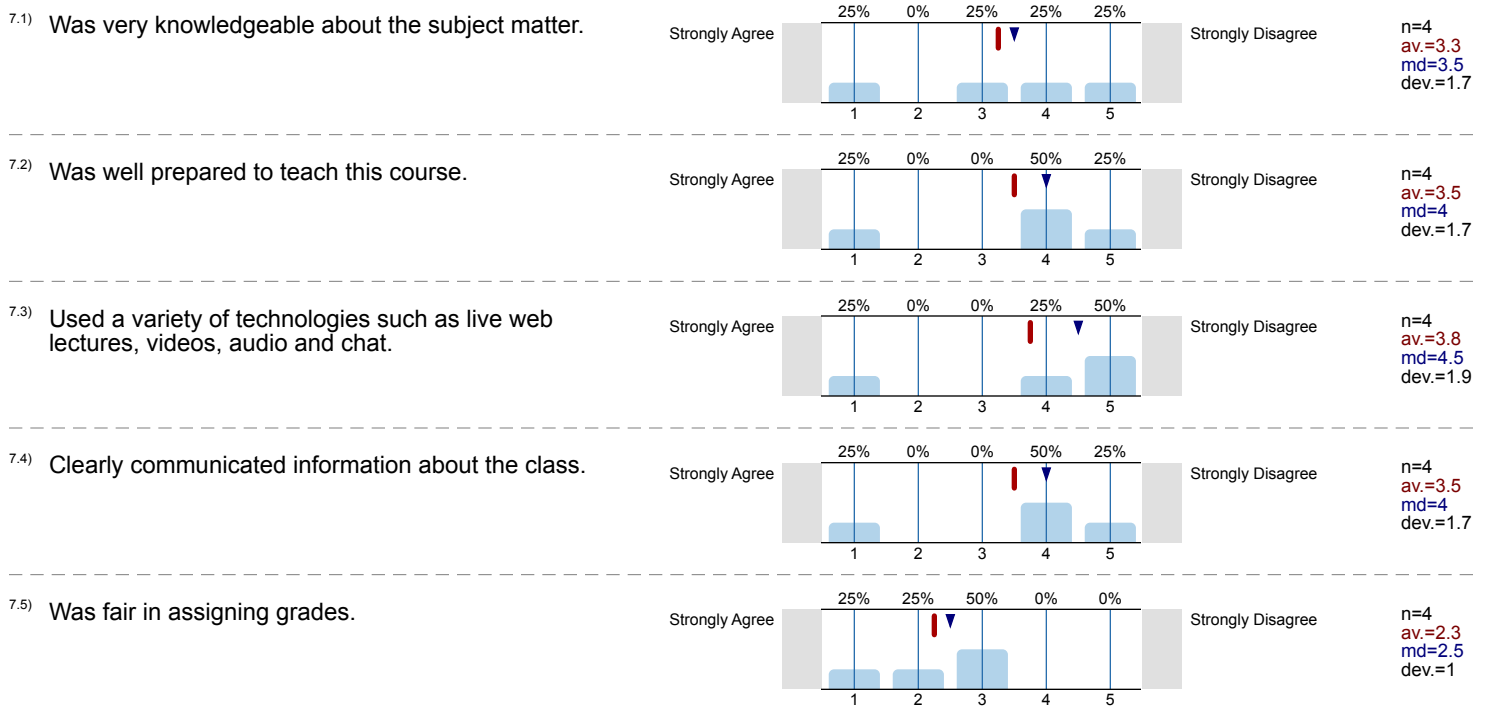 7.1) Was very knowledgeable about the subject matter.
25% 0% 25% 25% 25%
Strongly Agree
Strongly Disagree
1 2 3 4 5
n=4
av.=3.3
md=3.5
dev.=1.7
7.2) Was well prepared to teach this course.
25% 0% 0% 50% 25%
Strongly Agree
Strongly Disagree
1 2 3 4 5
n=4
av.=3.5
md=4
dev.=1.7
7.3) Used a variety of technologies such as live web
lectures, videos, audio and chat.
25% 0% 0% 25% 50%
Strongly Agree
Strongly Disagree
1 2 3 4 5
n=4
av.=3.8
md=4.5
dev.=1.9
7.4) Clearly communicated information about the class.
25% 0% 0% 50% 25%
Strongly Agree
Strongly Disagree
1 2 3 4 5
n=4
av.=3.5
md=4
dev.=1.7
7.5) Was fair in assigning grades.
25% 25% 50% 0% 0%
Strongly Agree
Strongly Disagree
1 2 3 4 5
n=4
av.=2.3
md=2.5
dev.=1